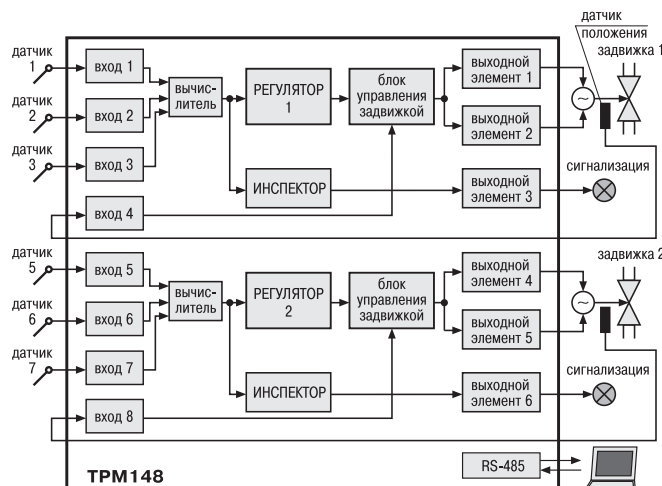 датчик
положения
задвижка 1
датчик
1
вход 1
вычис-
литель
РЕГУЛЯТОР
1
блок
управления
задвижкой
выходной
элемент 1
датчик
2
вход 2
выходной
элемент 2
датчик
3
вход 3
ИНСПЕКТОР
выходной
элемент 3
сигнализация
вход 4
датчик
5
вход 5
вычис-
литель
РЕГУЛЯТОР
2
блок
управления
задвижкой
выходной
элемент 4
задвижка 2
датчик
6
вход 6
выходной
элемент 5
датчик
7
вход 7
ИНСПЕКТОР
выходной
элемент 6
сигнализация
вход 8
ТРМ148
RS-485